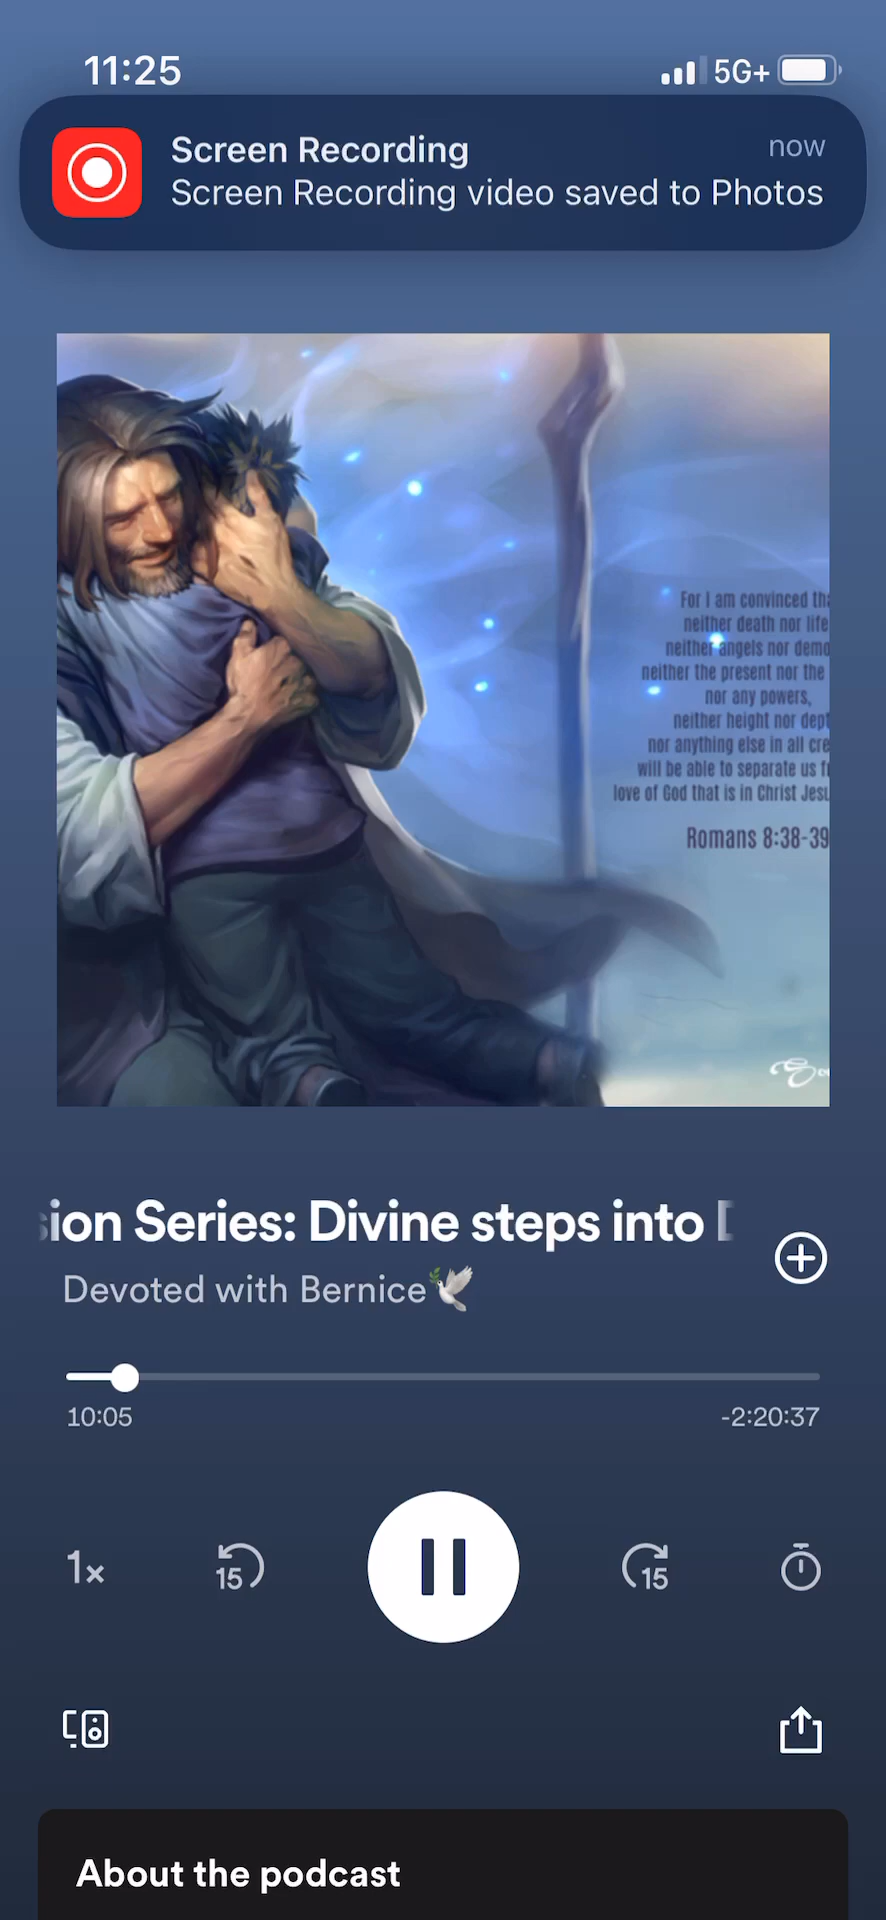 11:25
5G+
Screen Recording
now
Screen Recording video saved to Photos
For I am convinced tha
neither death nor life
neither angels nor demo
neither the present nor the
nor any powers,
neither height nor dept
nor anything else in all cre
will be able to separate us f
love of God that is in Christ Jesu
Romans 8:38-39
sion Series: Divine steps into D
Devoted with Bernice🕊️
10:05
-2:20:37
1×
15
15
About the podcast